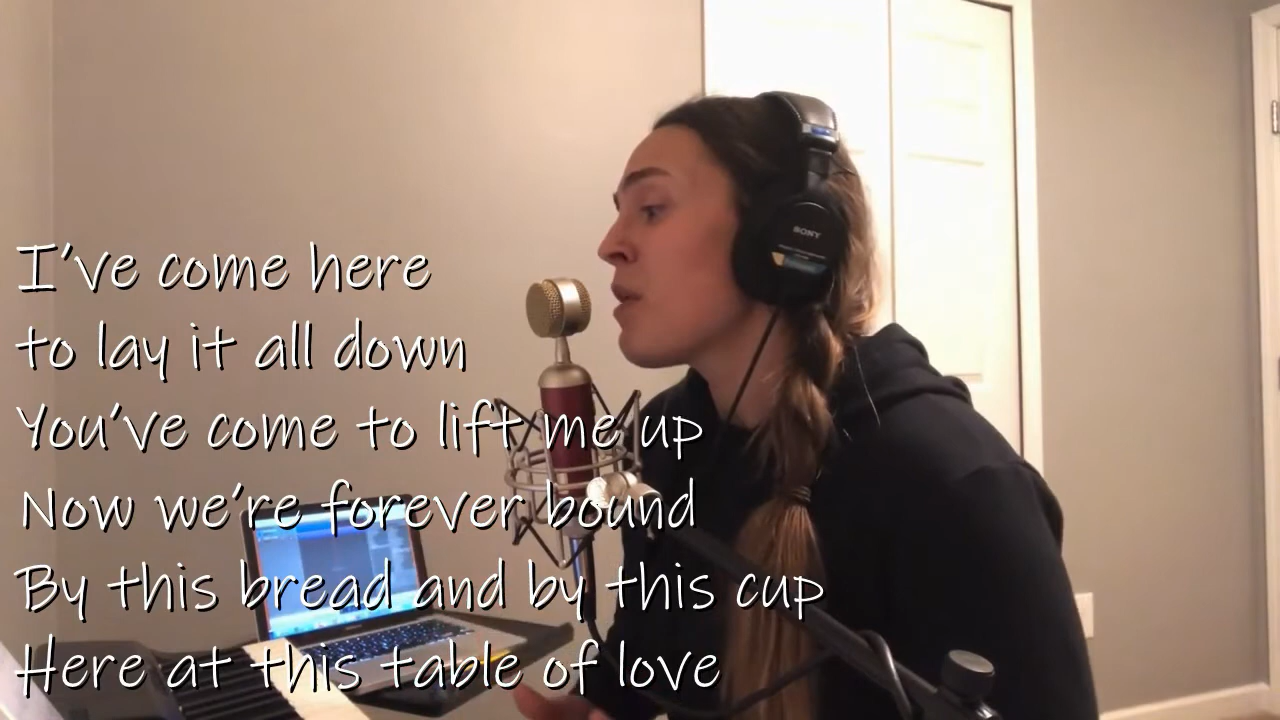 I've come here
to lay it all down
You've come to lift me up
Now we're forever bound
By this bread and by this cup
Here at this table of love
SONY